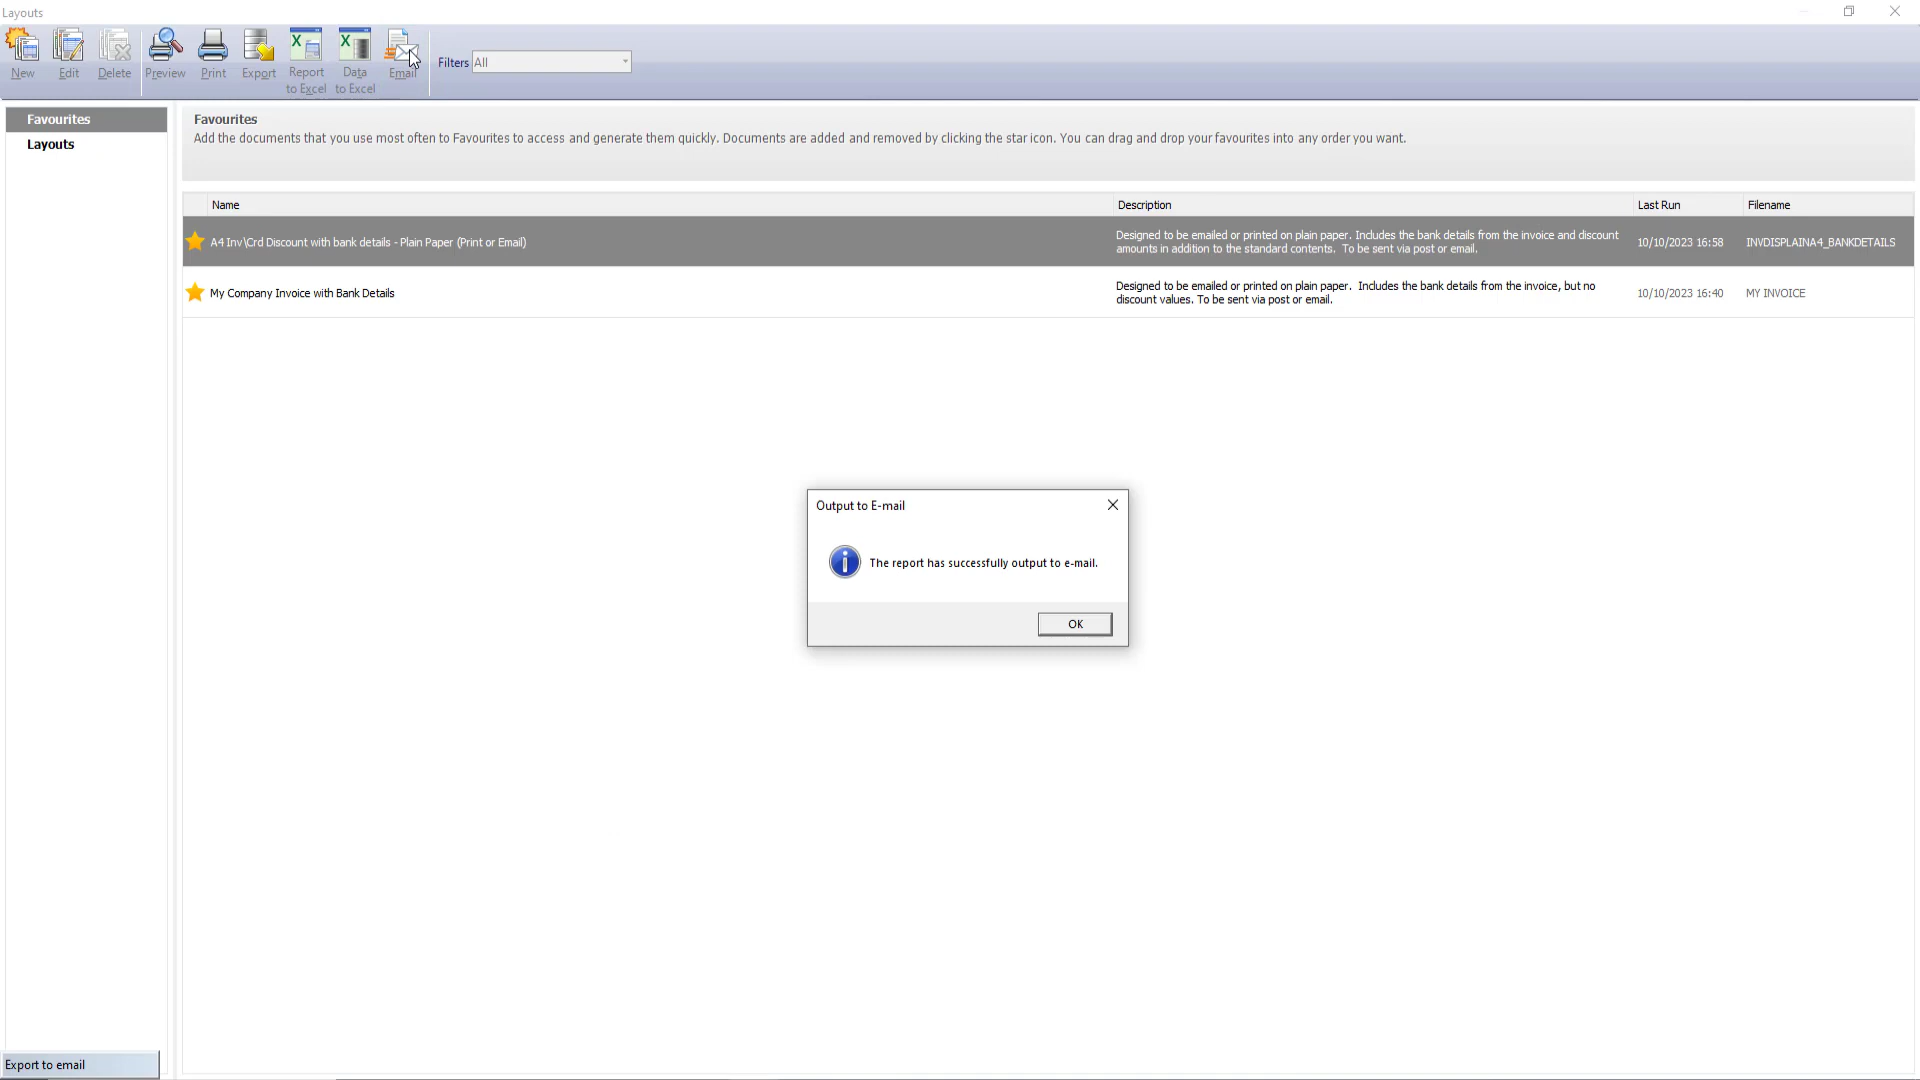 Layouts
New
Edit
Delete
Preview
Print
Export
Report
to Excel
Data
to Excel
Email
Filters All
Favourites
Layouts
Favourites
Add the documents that you use most often to Favourites to access and generate them quickly. Documents are added and removed by clicking the star icon. You can drag and drop your favourites into any order you want.
Name
Description
Last Run
Filename
A4 Inv\Crd Discount with bank details - Plain Paper (Print or Email)
Designed to be emailed or printed on plain paper. Includes the bank details from the invoice and discount
amounts in addition to the standard contents. To be sent via post or email.
10/10/2023 16:58
INVDISPLAINA4_BANKDETAILS
My Company Invoice with Bank Details
Designed to be emailed or printed on plain paper. Includes the bank details from the invoice, but no
discount values. To be sent via post or email.
10/10/2023 16:40
MY INVOICE
Output to E-mail
The report has successfully output to e-mail.
OK
Export to email